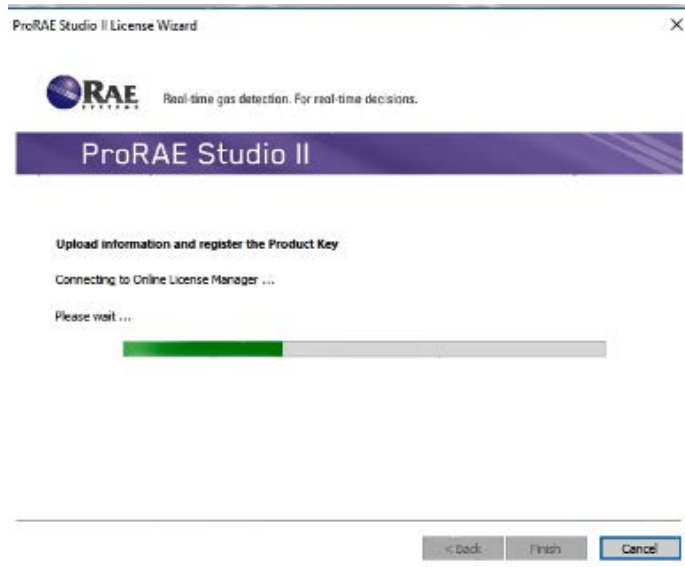 ProRAE Studio II License Wizard
RAE Real-time gas detection. For real-time decisions.
SYSTEMS
ProRAE Studio II
Upload information and register the Product Key
Connecting to Online License Manager ...
Please wait ...
< Back Finish Cancel